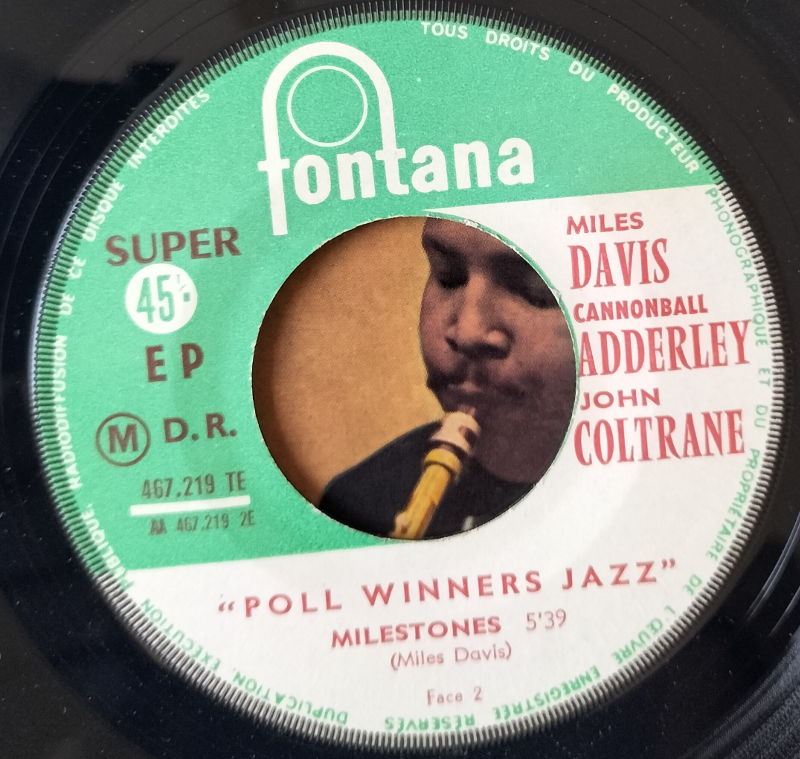 fontana
SUPER
45
EP
M D.R.
467.219 TE
AA 467.219 2E
MILES
DAVIS
CANNONBALL
ADDERLEY
JOHN
COLTRANE
“POLL WINNERS JAZZ”
MILESTONES 5'39
(Miles Davis)
Face 2
TOUS DROITS DU PRODUCTEUR PHONOGRAPHIQUE ET DU PROPRIÉTAIRE DE L'ŒUVRE ENREGISTRÉE RÉSERVÉS
DUPLICATION, EXÉCUTION PUBLIQUE, RADIODIFFUSION DE CE DISQUE INTERDITES